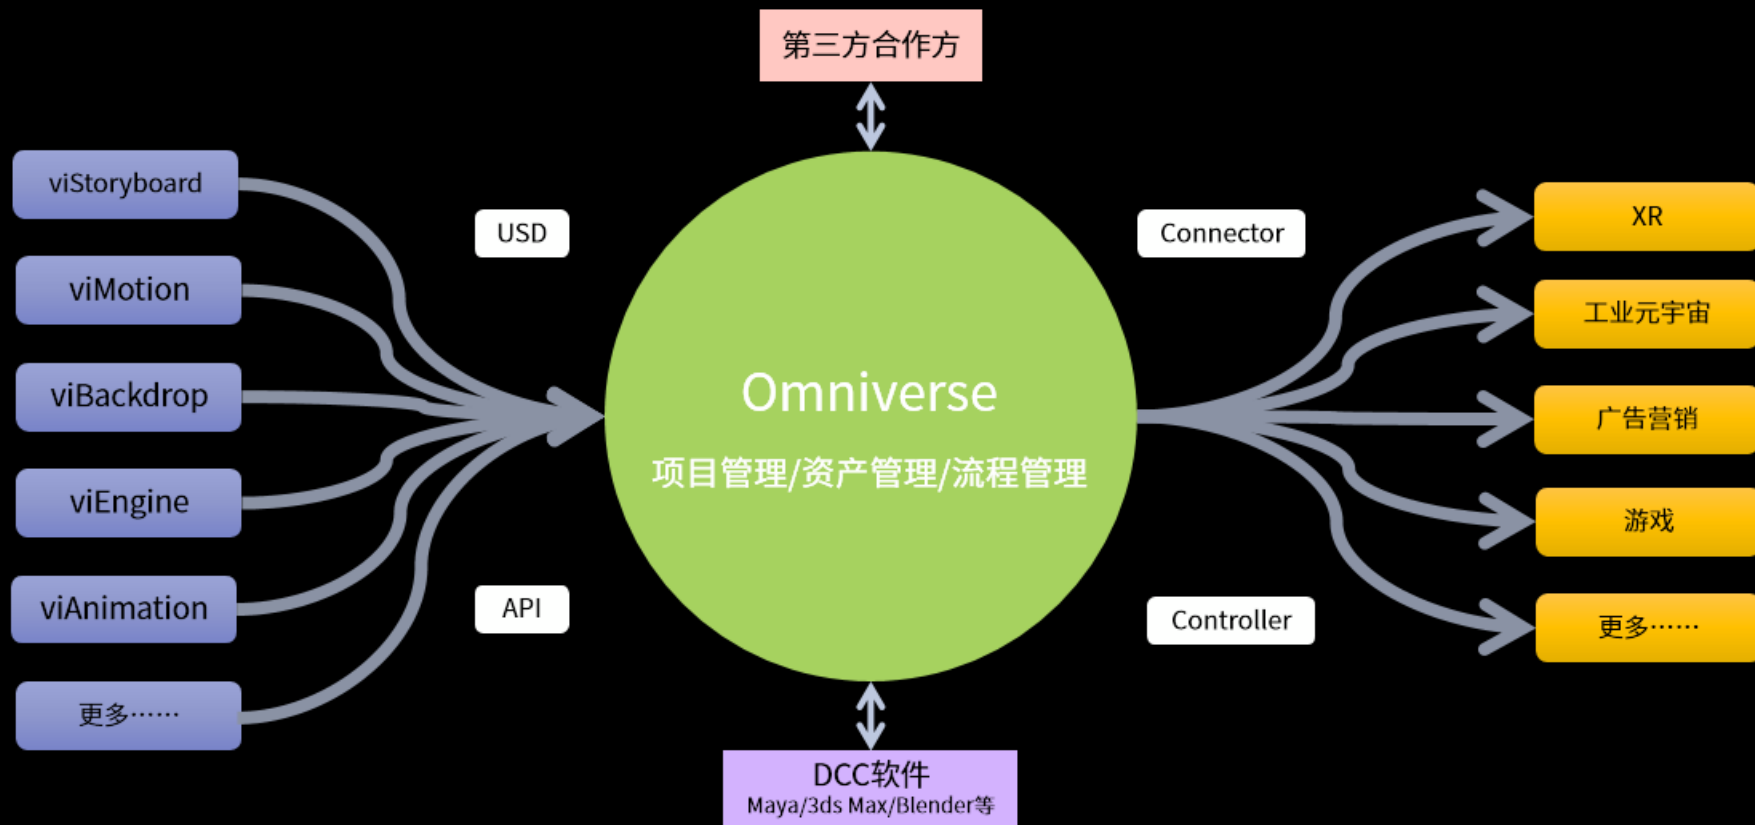 第三方合作方
viStoryboard
viMotion
viBackdrop
viEngine
viAnimation
更多……
USD
API
Omniverse
项目管理/资产管理/流程管理
Connector
Controller
XR
工业元宇宙
广告营销
游戏
更多……
DCC软件
Maya/3ds Max/Blender等